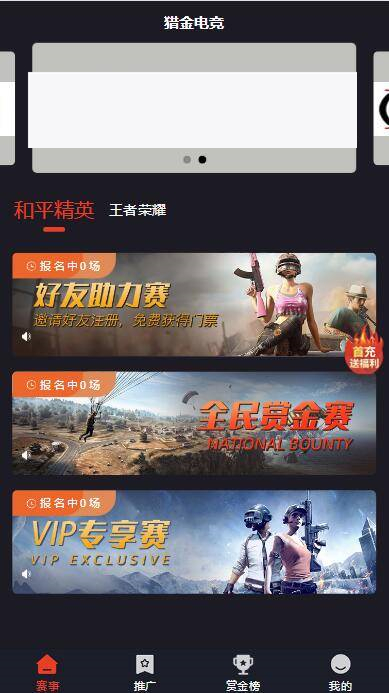 猎金电竞
和平精英 王者荣耀
报名中0场
好友助力赛
邀请好友注册，免费获得门票
首充
送福利
报名中0场
全民赏金赛
NATIONAL BOUNTY
报名中0场
VIP专享赛
VIP EXCLUSIVE
赛事 推广 赏金榜 我的